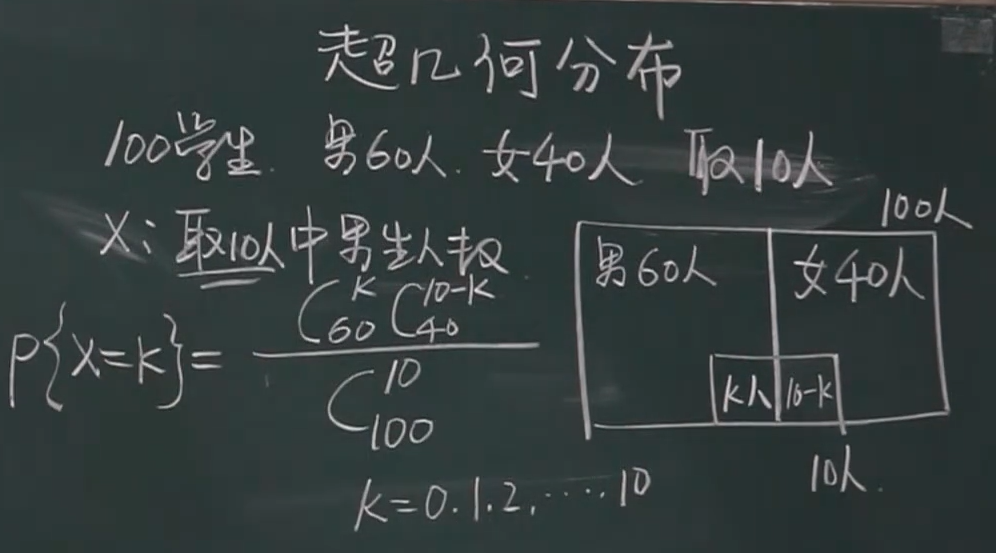 超几何分布
100学生. 男60人. 女40人 取10人
X: 取10人中男生人数
P{X=K}= C_{60}^{K} C_{40}^{10-K} / C_{100}^{10}
K=0.1.2.…..10
100人
男60人 女40人
K人 10-K
10人.